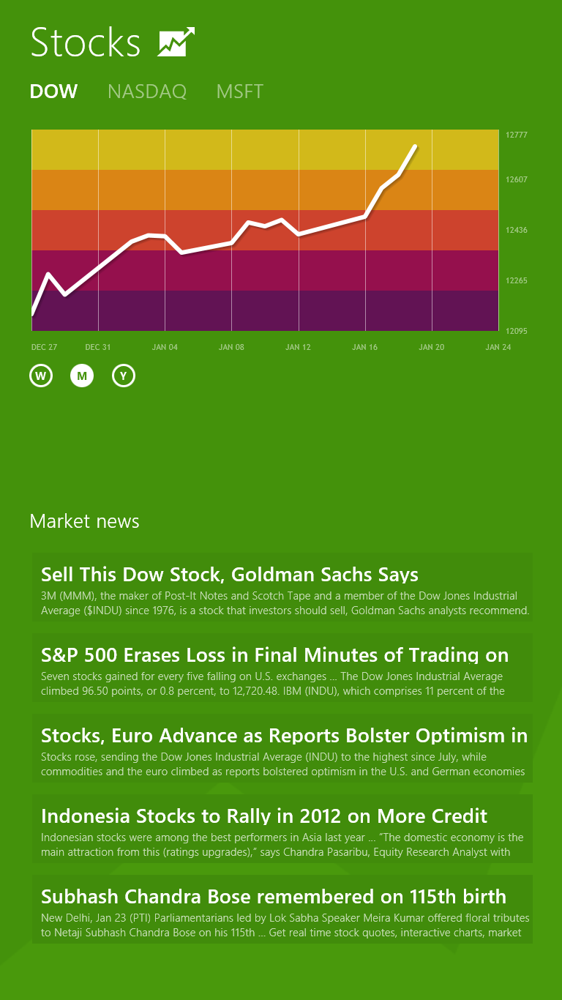 Stocks
DOW NASDAQ MSFT
12777
12607
12436
12265
12095
DEC 27 DEC 31 JAN 04 JAN 08 JAN 12 JAN 16 JAN 20 JAN 24
W M Y
Market news
Sell This Dow Stock, Goldman Sachs Says
3M (MMM), the maker of Post-It Notes and Scotch Tape and a member of the Dow Jones Industrial
Average ($INDU) since 1976, is a stock that investors should sell, Goldman Sachs analysts recommend.
S&P 500 Erases Loss in Final Minutes of Trading on
Seven stocks gained for every five falling on U.S. exchanges ... The Dow Jones Industrial Average
climbed 96.50 points, or 0.8 percent, to 12,720.48. IBM (INDU), which comprises 11 percent of the
Stocks, Euro Advance as Reports Bolster Optimism in
Stocks rose, sending the Dow Jones Industrial Average (INDU) to the highest since July, while
commodities and the euro climbed as reports bolstered optimism in the U.S. and German economies
Indonesia Stocks to Rally in 2012 on More Credit
Indonesian stocks were among the best performers in Asia last year ... “The domestic economy is the
main attraction from this (ratings upgrades),” says Chandra Pasaribu, Equity Research Analyst with
Subhash Chandra Bose remembered on 115th birth
New Delhi, Jan 23 (PTI) Parliamentarians led by Lok Sabha Speaker Meira Kumar offered floral tributes
to Netaji Subhash Chandra Bose on his 115th ... Get real time stock quotes, interactive charts, market